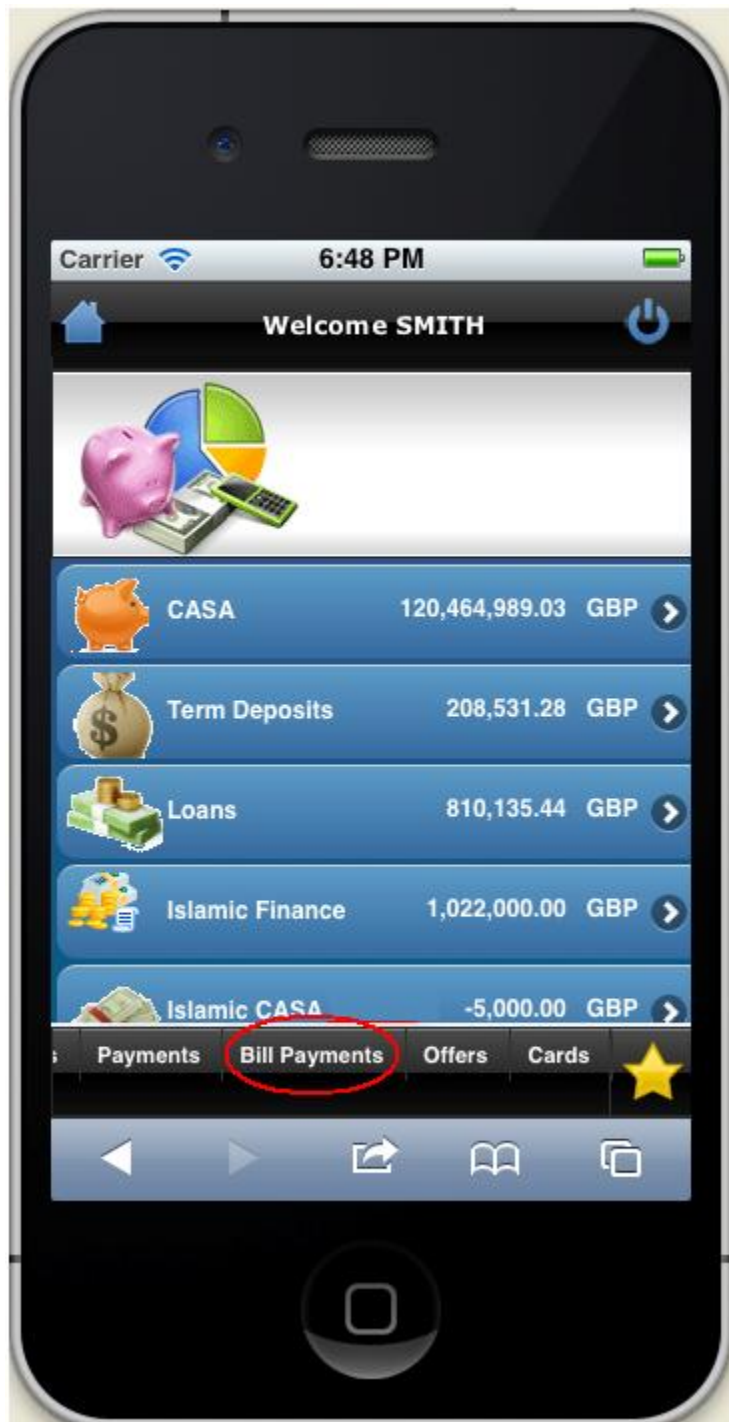 Carrier 6:48 PM
Welcome SMITH
CASA 120,464,989.03 GBP
$
Term Deposits 208,531.28 GBP
Loans 810,135.44 GBP
Islamic Finance 1,022,000.00 GBP
Islamic CASA -5,000.00 GBP
s Payments Bill Payments Offers Cards